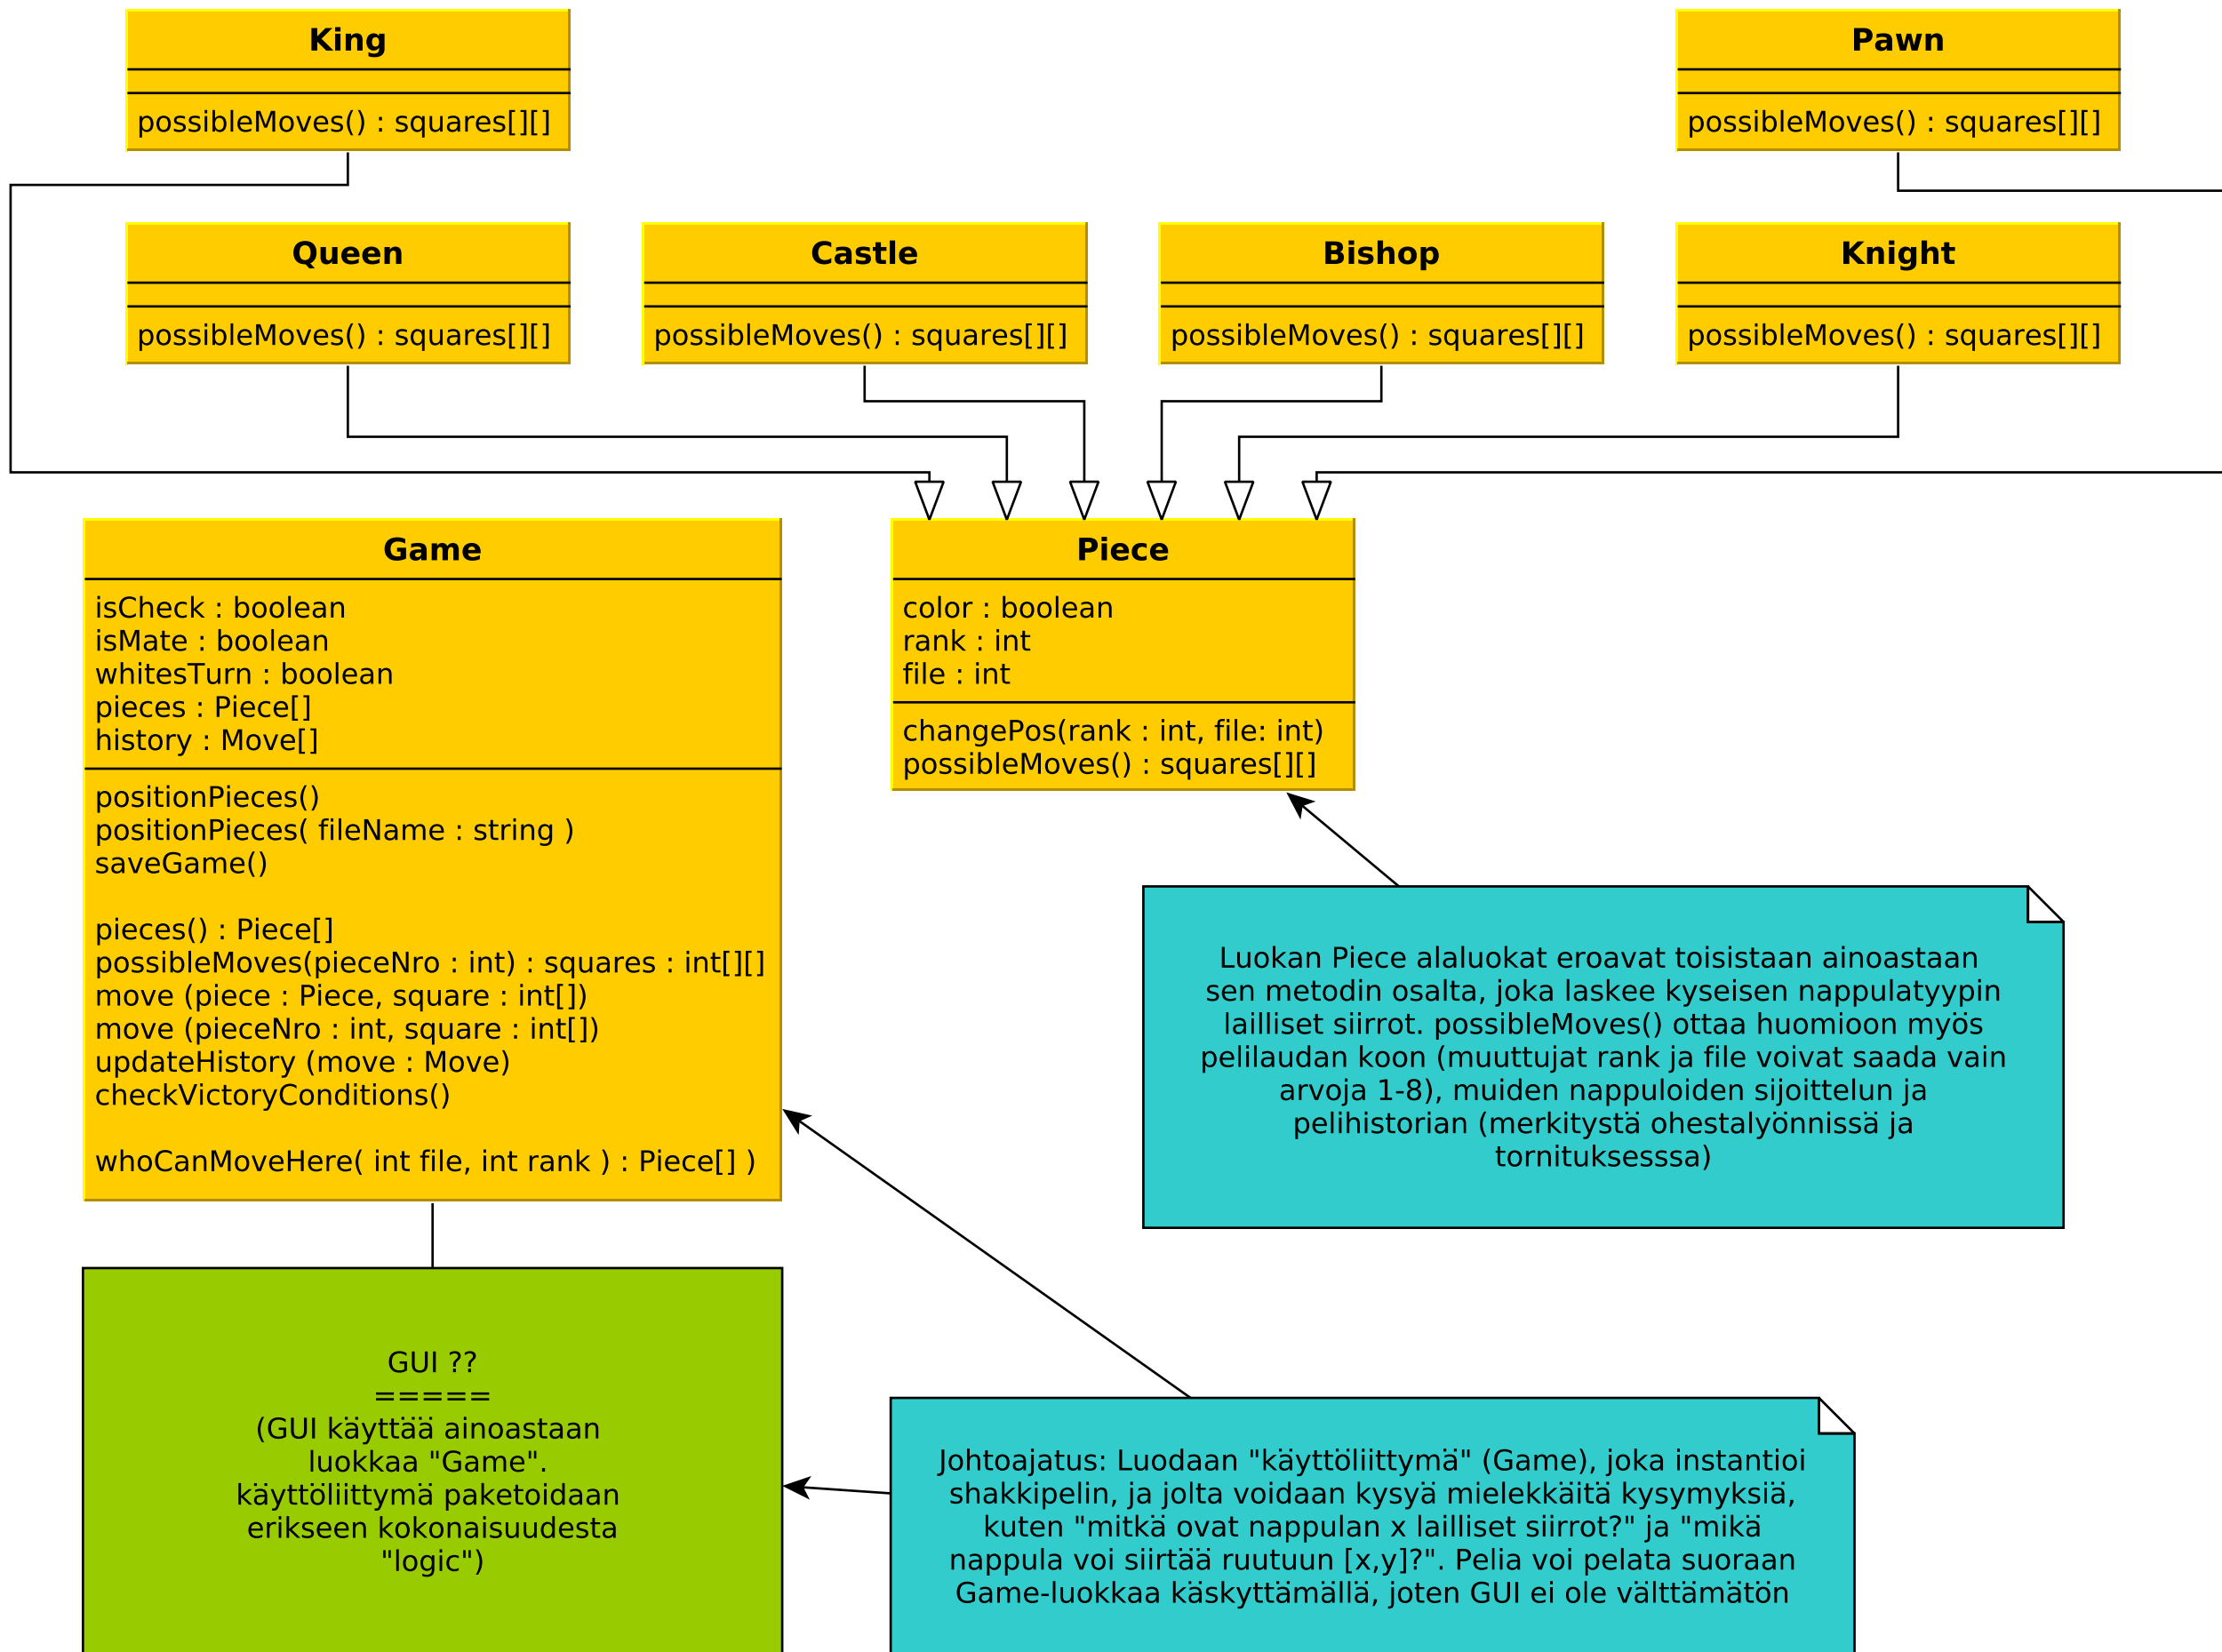 King
possibleMoves() : squares[][]
Pawn
possibleMoves() : squares[][]
Queen
possibleMoves() : squares[][]
Castle
possibleMoves() : squares[][]
Bishop
possibleMoves() : squares[][]
Knight
possibleMoves() : squares[][]
Game
isCheck : boolean
isMate : boolean
whitesTurn : boolean
pieces : Piece[]
history : Move[]
positionPieces()
positionPieces( fileName : string )
saveGame()
pieces() : Piece[]
possibleMoves(pieceNro : int) : squares : int[][]
move (piece : Piece, square : int[])
move (pieceNro : int, square : int[])
updateHistory (move : Move)
checkVictoryConditions()
whoCanMoveHere( int file, int rank ) : Piece[] )
Piece
color : boolean
rank : int
file : int
changePos(rank : int, file: int)
possibleMoves() : squares[][]
Luokan Piece alaluokat eroavat toisistaan ainoastaan
sen metodin osalta, joka laskee kyseisen nappulatyypin
lailliset siirrot. possibleMoves() ottaa huomioon myös
pelilaudan koon (muuttujat rank ja file voivat saada vain
arvoja 1-8), muiden nappuloiden sijoittelun ja
pelihistorian (merkitystä ohestalyönnissä ja
tornituksesssa)
GUI ??
=====
(GUI käyttää ainoastaan
luokkaa "Game".
käyttöliittymä paketoidaan
erikseen kokonaisuudesta
"logic")
Johtoajatus: Luodaan "käyttöliittymä" (Game), joka instantioi
shakkipelin, ja jolta voidaan kysyä mielekkäitä kysymyksiä,
kuten "mitkä ovat nappulan x lailliset siirrot?" ja "mikä
nappula voi siirtää ruutuun [x,y]?". Pelia voi pelata suoraan
Game-luokkaa käskyttämällä, joten GUI ei ole välttämätön